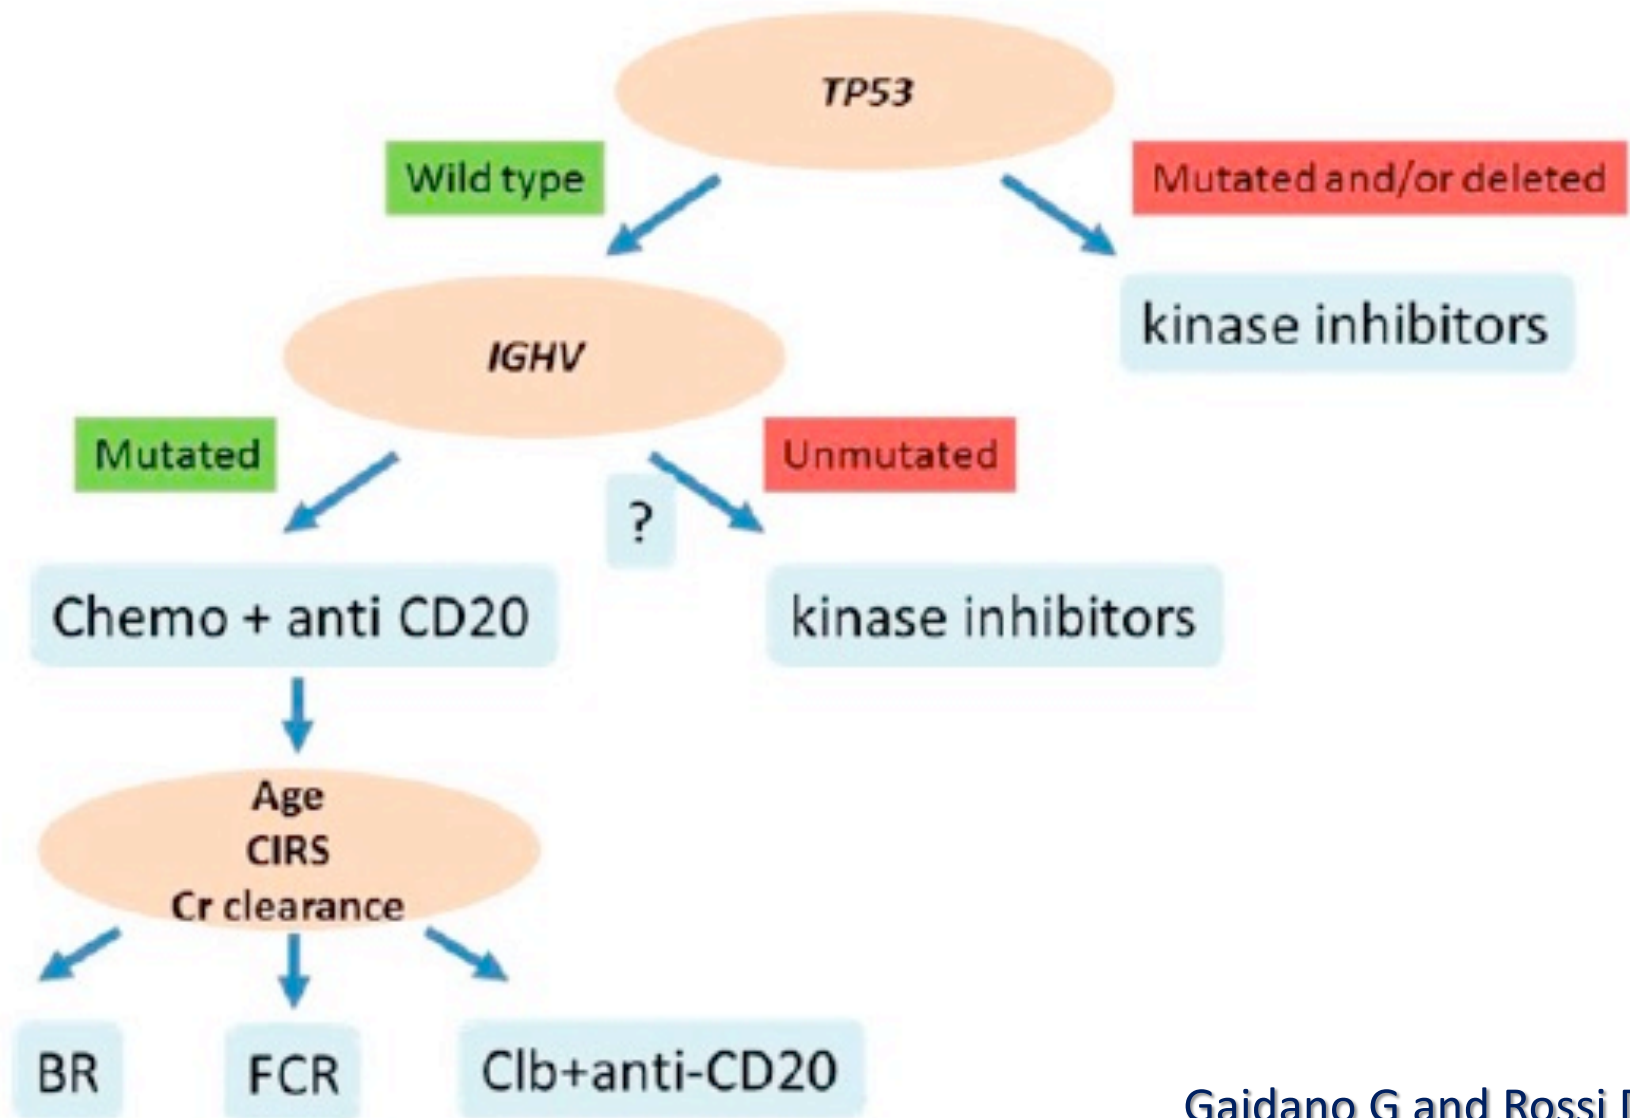 TP53
Wild type
Mutated and/or deleted
kinase inhibitors
IGHV
Mutated
Unmutated
?
Chemo + anti CD20
kinase inhibitors
Age
CIRS
Cr clearance
BR
FCR
Clb+anti-CD20
Gaidano G and Rossi